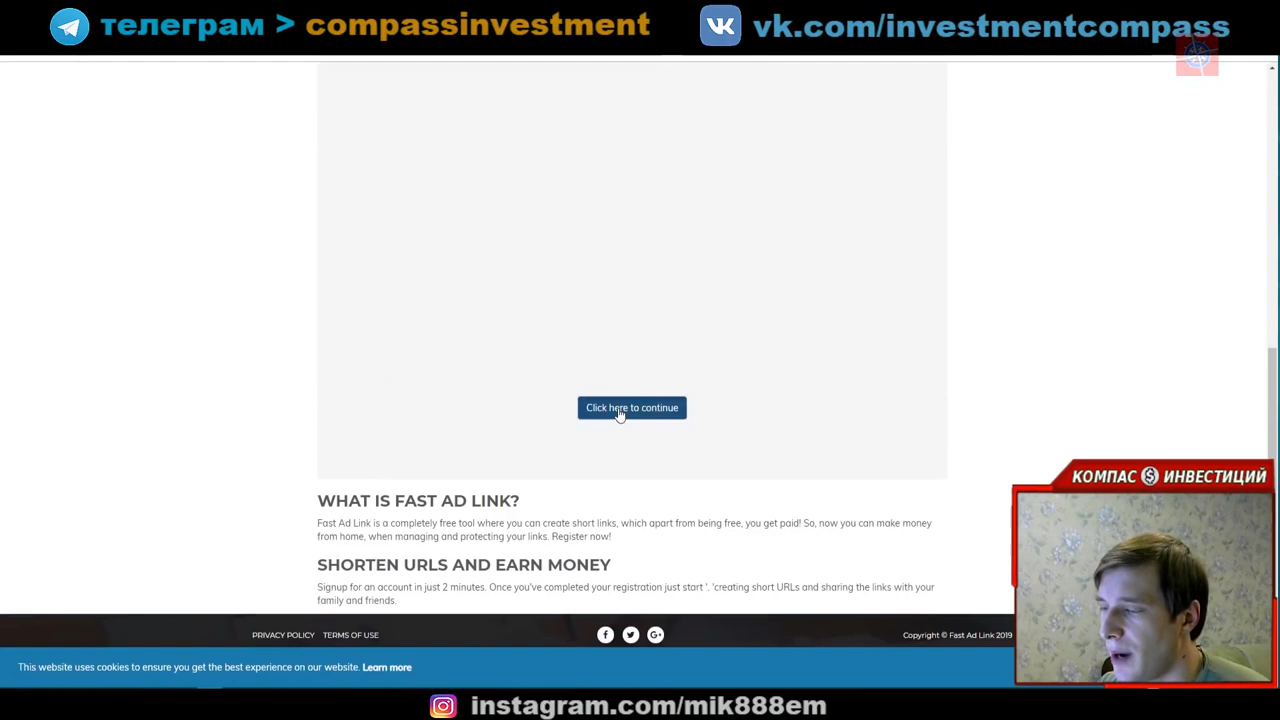 телеграм > compassinvestment
vk.com/investmentcompass
Click here to continue
WHAT IS FAST AD LINK?
Fast Ad Link is a completely free tool where you can create short links, which apart from being free, you get paid! So, now you can make money
from home, when managing and protecting your links. Register now!
SHORTEN URLS AND EARN MONEY
Signup for an account in just 2 minutes. Once you've completed your registration just start '. 'creating short URLs and sharing the links with your
family and friends.
PRIVACY POLICY TERMS OF USE
Copyright © Fast Ad Link 2019
This website uses cookies to ensure you get the best experience on our website. Learn more
КОМПАС $ ИНВЕСТИЦИЙ
instagram.com/mik888em